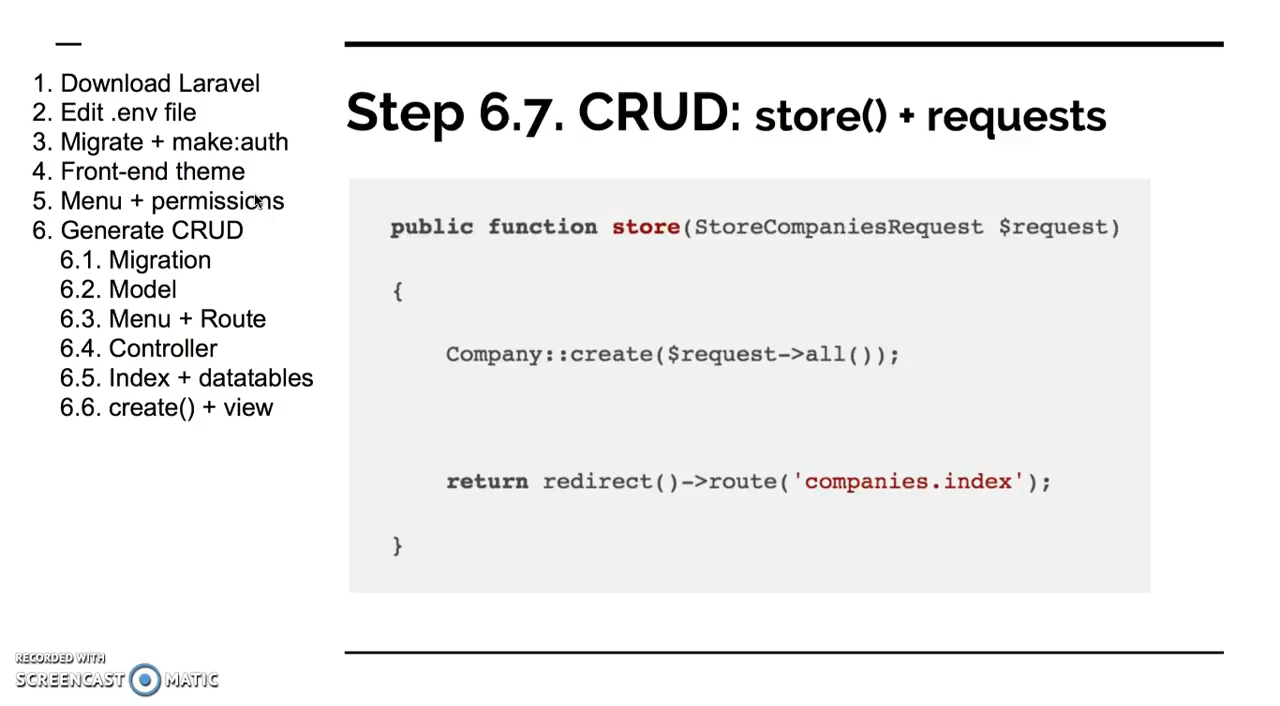 1. Download Laravel
2. Edit .env file
3. Migrate + make:auth
4. Front-end theme
5. Menu + permissions
6. Generate CRUD
6.1. Migration
6.2. Model
6.3. Menu + Route
6.4. Controller
6.5. Index + datatables
6.6. create() + view
Step 6.7. CRUD: store() + requests
public function store(StoreCompaniesRequest $request)
{
Company::create($request->all());
return redirect()->route('companies.index');
}
RECORDED WITH
SCREENCAST MATIC